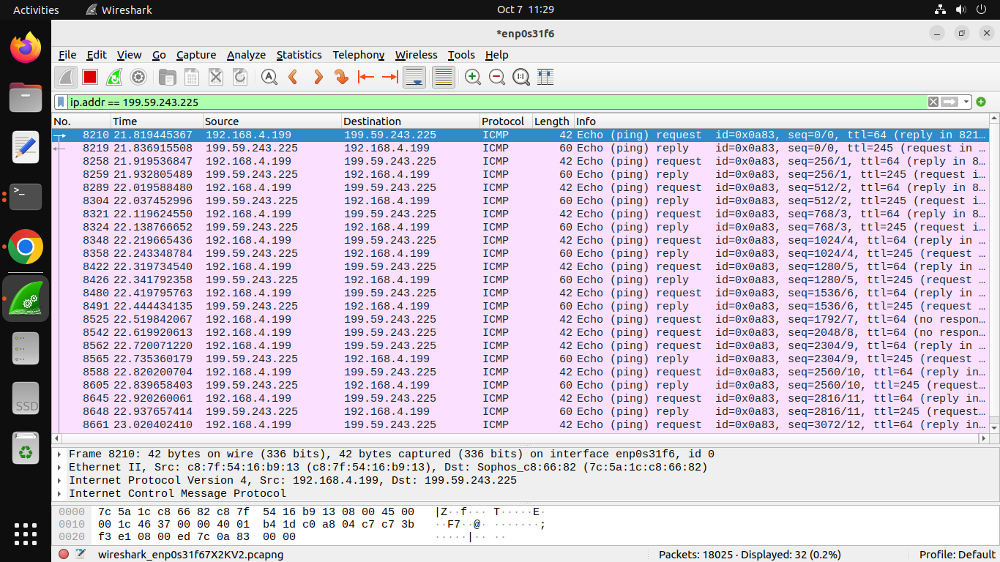 Activities Wireshark Oct 7 11:29
*enp0s31f6
File Edit View Go Capture Analyze Statistics Telephony Wireless Tools Help
ip.addr == 199.59.243.225
No. Time Source Destination Protocol Length Info
8210 21.819445367 192.168.4.199 199.59.243.225 ICMP 42 Echo (ping) request id=0x0a83, seq=0/0, ttl=64 (reply in 821…
8219 21.836915508 199.59.243.225 192.168.4.199 ICMP 60 Echo (ping) reply id=0x0a83, seq=0/0, ttl=245 (request in …
8258 21.919536847 192.168.4.199 199.59.243.225 ICMP 42 Echo (ping) request id=0x0a83, seq=256/1, ttl=64 (reply in 8…
8259 21.932805489 199.59.243.225 192.168.4.199 ICMP 60 Echo (ping) reply id=0x0a83, seq=256/1, ttl=245 (request i…
8289 22.019588480 192.168.4.199 199.59.243.225 ICMP 42 Echo (ping) request id=0x0a83, seq=512/2, ttl=64 (reply in 8…
8304 22.037452996 199.59.243.225 192.168.4.199 ICMP 60 Echo (ping) reply id=0x0a83, seq=512/2, ttl=245 (request i…
8321 22.119624550 192.168.4.199 199.59.243.225 ICMP 42 Echo (ping) request id=0x0a83, seq=768/3, ttl=64 (reply in 8…
8324 22.138766652 199.59.243.225 192.168.4.199 ICMP 60 Echo (ping) reply id=0x0a83, seq=768/3, ttl=245 (request i…
8348 22.219665436 192.168.4.199 199.59.243.225 ICMP 42 Echo (ping) request id=0x0a83, seq=1024/4, ttl=64 (reply in …
8358 22.243348784 199.59.243.225 192.168.4.199 ICMP 60 Echo (ping) reply id=0x0a83, seq=1024/4, ttl=245 (request …
8422 22.319734540 192.168.4.199 199.59.243.225 ICMP 42 Echo (ping) request id=0x0a83, seq=1280/5, ttl=64 (reply in …
8426 22.341792358 199.59.243.225 192.168.4.199 ICMP 60 Echo (ping) reply id=0x0a83, seq=1280/5, ttl=245 (request …
8480 22.419795763 192.168.4.199 199.59.243.225 ICMP 42 Echo (ping) request id=0x0a83, seq=1536/6, ttl=64 (reply in …
8491 22.444434135 199.59.243.225 192.168.4.199 ICMP 60 Echo (ping) reply id=0x0a83, seq=1536/6, ttl=245 (request …
8525 22.519842067 192.168.4.199 199.59.243.225 ICMP 42 Echo (ping) request id=0x0a83, seq=1792/7, ttl=64 (no respon…
8542 22.619920613 192.168.4.199 199.59.243.225 ICMP 42 Echo (ping) request id=0x0a83, seq=2048/8, ttl=64 (no respon…
8562 22.720071220 192.168.4.199 199.59.243.225 ICMP 42 Echo (ping) request id=0x0a83, seq=2304/9, ttl=64 (reply in …
8565 22.735360179 199.59.243.225 192.168.4.199 ICMP 60 Echo (ping) reply id=0x0a83, seq=2304/9, ttl=245 (request …
8588 22.820200704 192.168.4.199 199.59.243.225 ICMP 42 Echo (ping) request id=0x0a83, seq=2560/10, ttl=64 (reply in…
8605 22.839658403 199.59.243.225 192.168.4.199 ICMP 60 Echo (ping) reply id=0x0a83, seq=2560/10, ttl=245 (request…
8645 22.920260061 192.168.4.199 199.59.243.225 ICMP 42 Echo (ping) request id=0x0a83, seq=2816/11, ttl=64 (reply in…
8648 22.937657414 199.59.243.225 192.168.4.199 ICMP 60 Echo (ping) reply id=0x0a83, seq=2816/11, ttl=245 (request…
8661 23.020402410 192.168.4.199 199.59.243.225 ICMP 42 Echo (ping) request id=0x0a83, seq=3072/12, ttl=64 (reply in…
SSD
Frame 8210: 42 bytes on wire (336 bits), 42 bytes captured (336 bits) on interface enp0s31f6, id 0
Ethernet II, Src: c8:7f:54:16:b9:13 (c8:7f:54:16:b9:13), Dst: Sophos_c8:66:82 (7c:5a:1c:c8:66:82)
Internet Protocol Version 4, Src: 192.168.4.199, Dst: 199.59.243.225
Internet Control Message Protocol
0000 7c 5a 1c c8 66 82 c8 7f 54 16 b9 13 08 00 45 00 |Z··f··· T·····E·
0010 00 1c 46 37 00 00 40 01 b4 1d c0 a8 04 c7 c7 3b ··F7··@· ·······;
0020 f3 e1 08 00 ed 7c 0a 83 00 00 ·····|·· ··
wireshark_enp0s31f67X2KV2.pcapng Packets: 18025 · Displayed: 32 (0.2%) Profile: Default